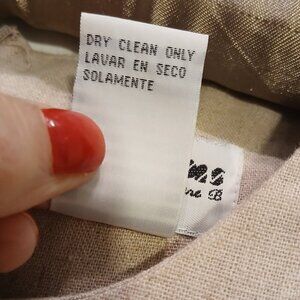 DRY CLEAN ONLY
LAVAR EN SECO
SOLAMENTE